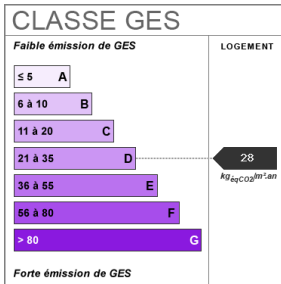 CLASSE GES
Faible émission de GES
LOGEMENT
≤ 5 A
6 à 10 B
11 à 20 C
21 à 35 D
28
kgéqCO2/m².an
36 à 55 E
56 à 80 F
> 80 G
Forte émission de GES